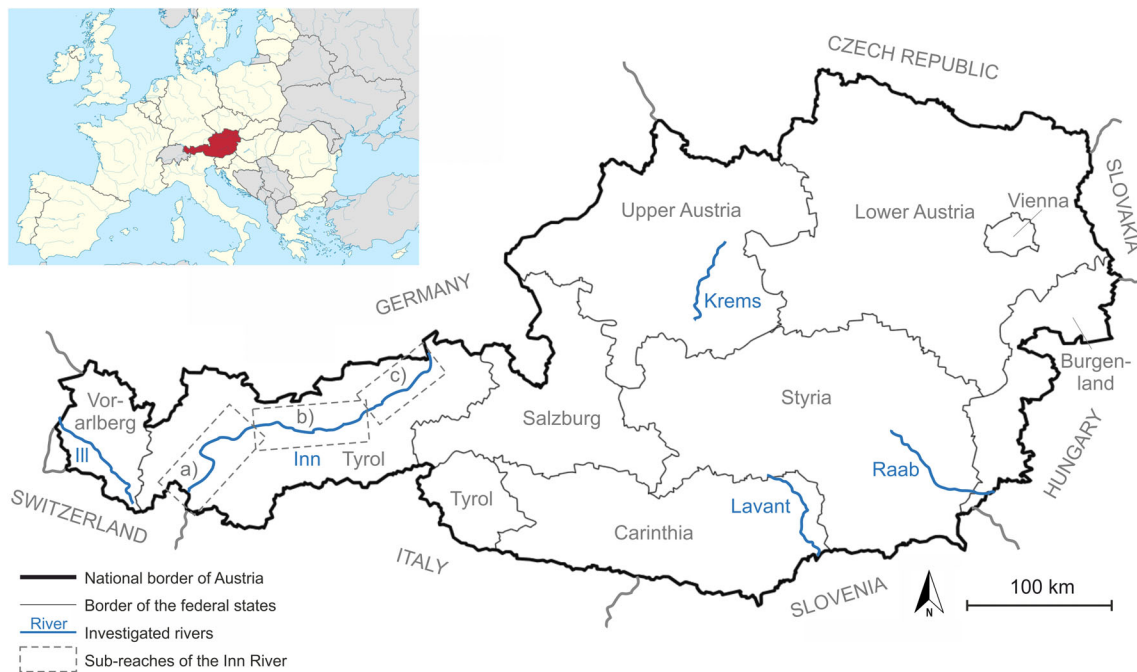 CZECH REPUBLIC
SLOVAKIA
Upper Austria
Lower Austria
Vienna
GERMANY
Krems
Burgen-
land
c)
Vor-
arlberg
b)
Styria
Salzburg
Ill
a)
Inn
Tyrol
HUNGARY
Raab
SWITZERLAND
Tyrol
Lavant
Carinthia
ITALY
SLOVENIA
National border of Austria
Border of the federal states
River
Investigated rivers
Sub-reaches of the Inn River
N
100 km